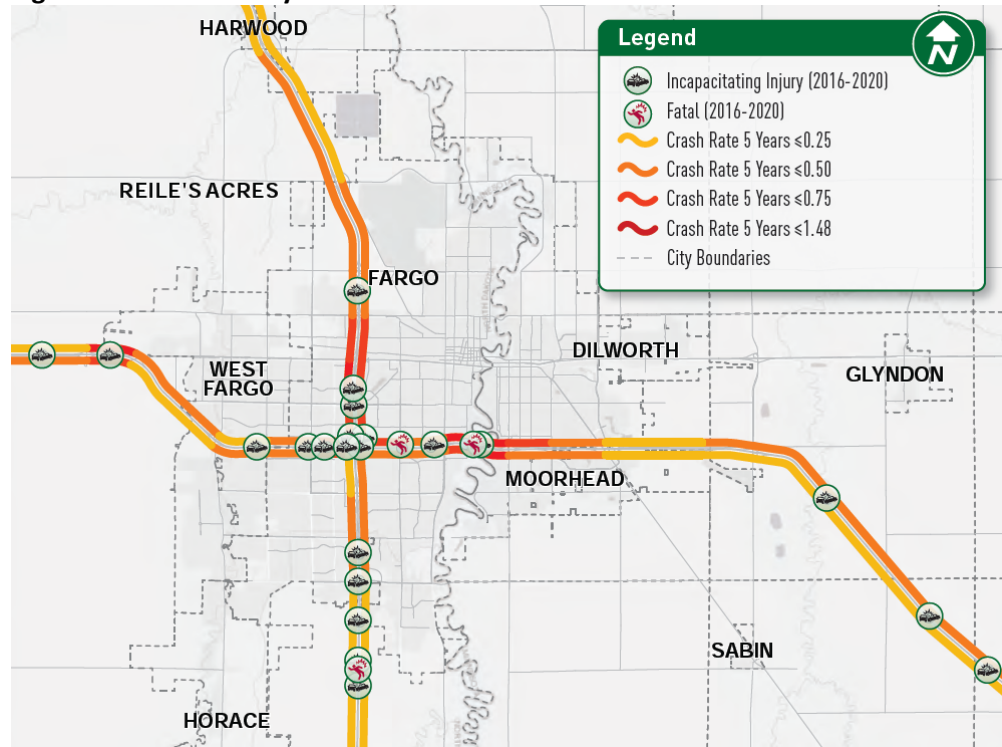 HARWOOD
Legend
N
Incapacitating Injury (2016-2020)
Fatal (2016-2020)
Crash Rate 5 Years ≤0.25
Crash Rate 5 Years ≤0.50
Crash Rate 5 Years ≤0.75
Crash Rate 5 Years ≤1.48
City Boundaries
REILE'S ACRES
FARGO
NORTH DAKOTA
DILWORTH
WEST
FARGO
GLYNDON
MOORHEAD
SABIN
HORACE